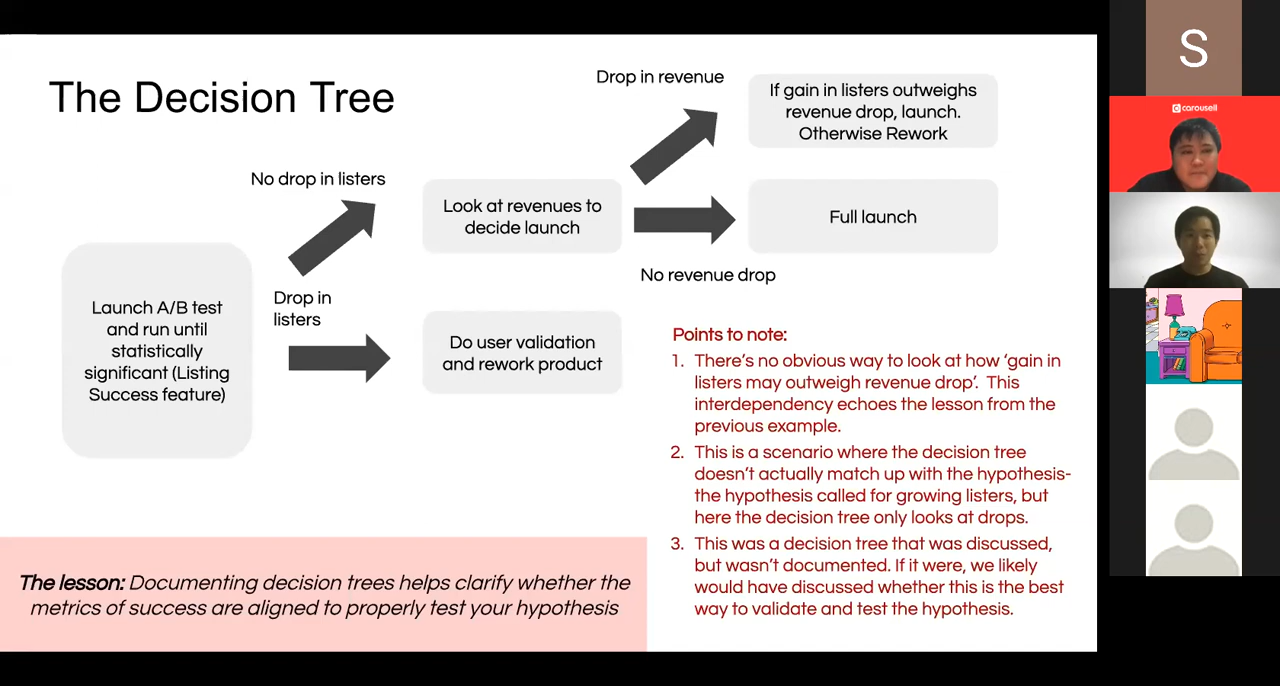 The Decision Tree
Drop in revenue
If gain in listers outweighs
revenue drop, launch.
Otherwise Rework
No drop in listers
Look at revenues to
decide launch
Full launch
No revenue drop
Launch A/B test
and run until
statistically
significant (Listing
Success feature)
Drop in
listers
Do user validation
and rework product
Points to note:
1. There's no obvious way to look at how 'gain in
listers may outweigh revenue drop'. This
interdependency echoes the lesson from the
previous example.
2. This is a scenario where the decision tree
doesn't actually match up with the hypothesis-
the hypothesis called for growing listers, but
here the decision tree only looks at drops.
3. This was a decision tree that was discussed,
but wasn't documented. If it were, we likely
would have discussed whether this is the best
way to validate and test the hypothesis.
The lesson: Documenting decision trees helps clarify whether the
metrics of success are aligned to properly test your hypothesis
S
carousell